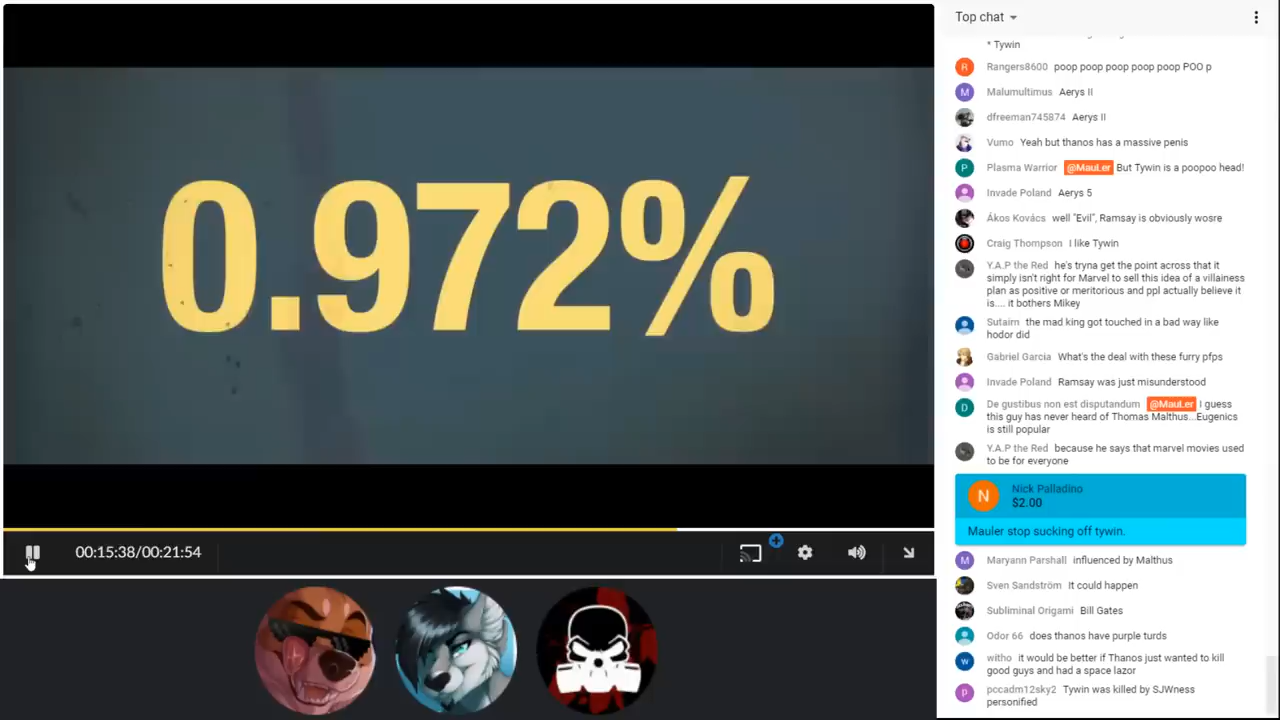 Top chat
* Tywin
Rangers8600 poop poop poop poop poop POO p
Malumultimus Aerys II
dfreeman745874 Aerys II
Vumo Yeah but thanos has a massive penis
Plasma Warrior @MauLer But Tywin is a poopoo head!
Invade Poland Aerys 5
Ákos Kovács well "Evil", Ramsay is obviously wosre
Craig Thompson I like Tywin
Y.A.P the Red he's tryna get the point across that it
simply isn't right for Marvel to sell this idea of a villainess
plan as positive or meritorious and ppl actually believe it
is.... it bothers Mikey
Sutairn the mad king got touched in a bad way like
hodor did
Gabriel Garcia What's the deal with these furry pfps
Invade Poland Ramsay was just misunderstood
De gustibus non est disputandum @MauLer I guess
this guy has never heard of Thomas Malthus...Eugenics
is still popular
Y.A.P the Red because he says that marvel movies used
to be for everyone
N
Nick Palladino
$2.00
Mauler stop sucking off tywin.
Maryann Parshall influenced by Malthus
Sven Sandström It could happen
Subliminal Origami Bill Gates
Odor 66 does thanos have purple turds
witho it would be better if Thanos just wanted to kill
good guys and had a space lazor
pccadm12sky2 Tywin was killed by SJWness
personified
0.972%
00:15:38/00:21:54